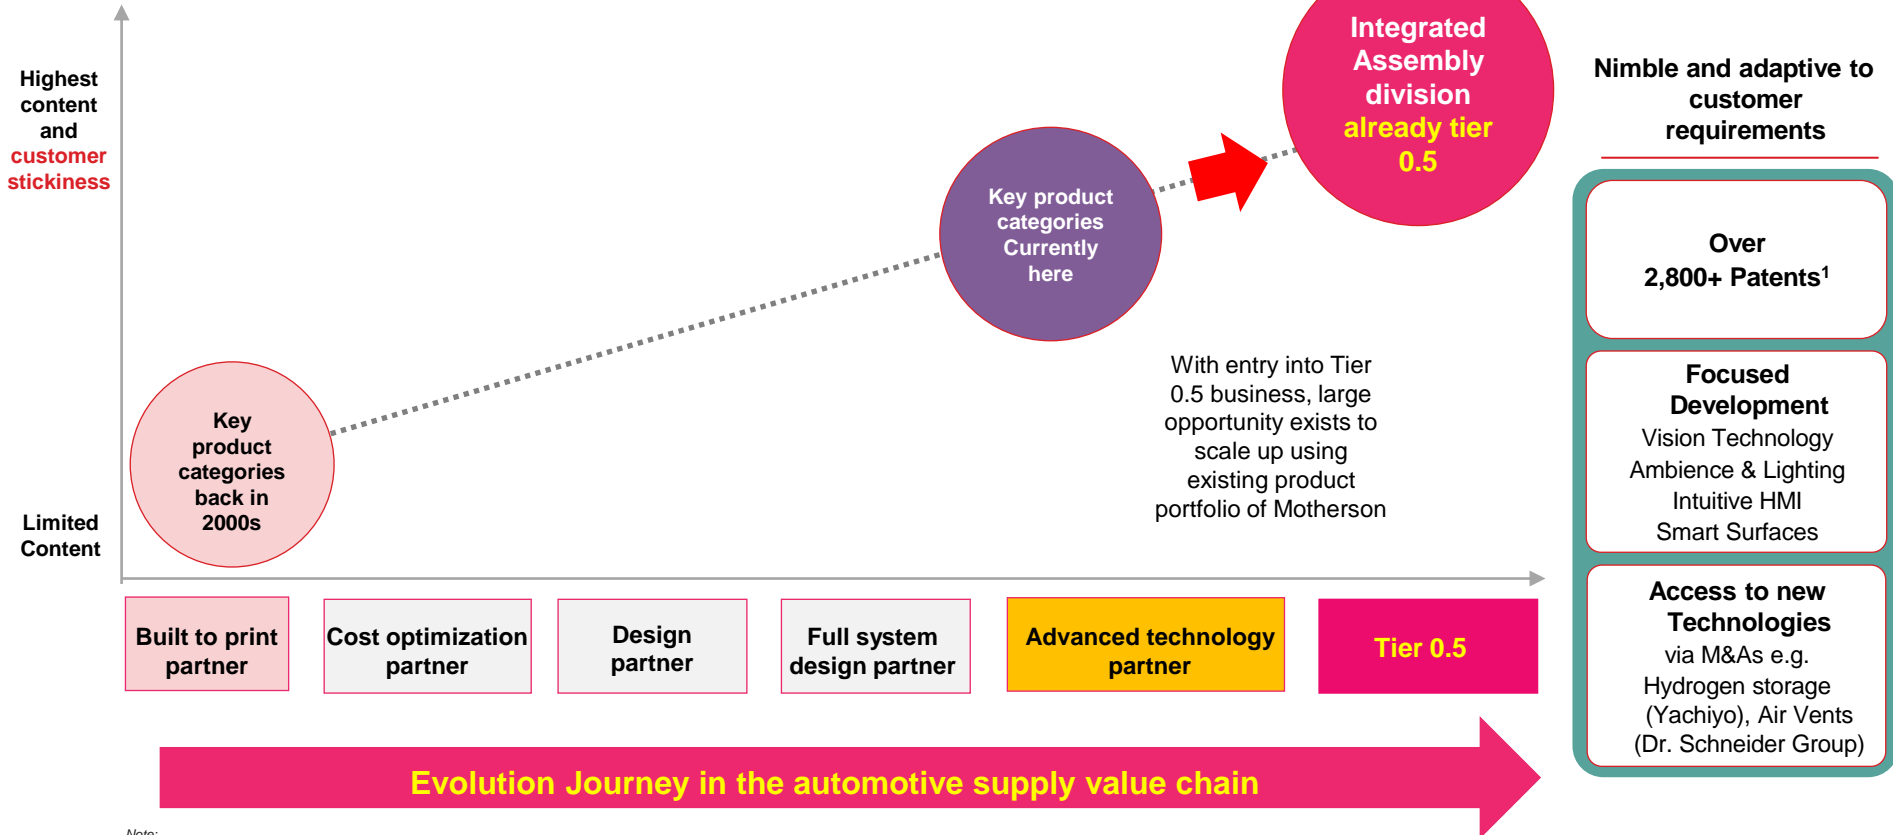 Highest
content
and
customer
stickiness
Limited
Content
Key
product
categories
back in
2000s
Key product
categories
Currently
here
Integrated
Assembly
division
already tier
0.5
With entry into Tier
0.5 business, large
opportunity exists to
scale up using
existing product
portfolio of Motherson
Built to print
partner
Cost optimization
partner
Design
partner
Full system
design partner
Advanced technology
partner
Tier 0.5
Evolution Journey in the automotive supply value chain
Nimble and adaptive to
customer
requirements
Over
2,800+ Patents¹
Focused
Development
Vision Technology
Ambience & Lighting
Intuitive HMI
Smart Surfaces
Access to new
Technologies
via M&As e.g.
Hydrogen storage
(Yachiyo), Air Vents
(Dr. Schneider Group)
Note: